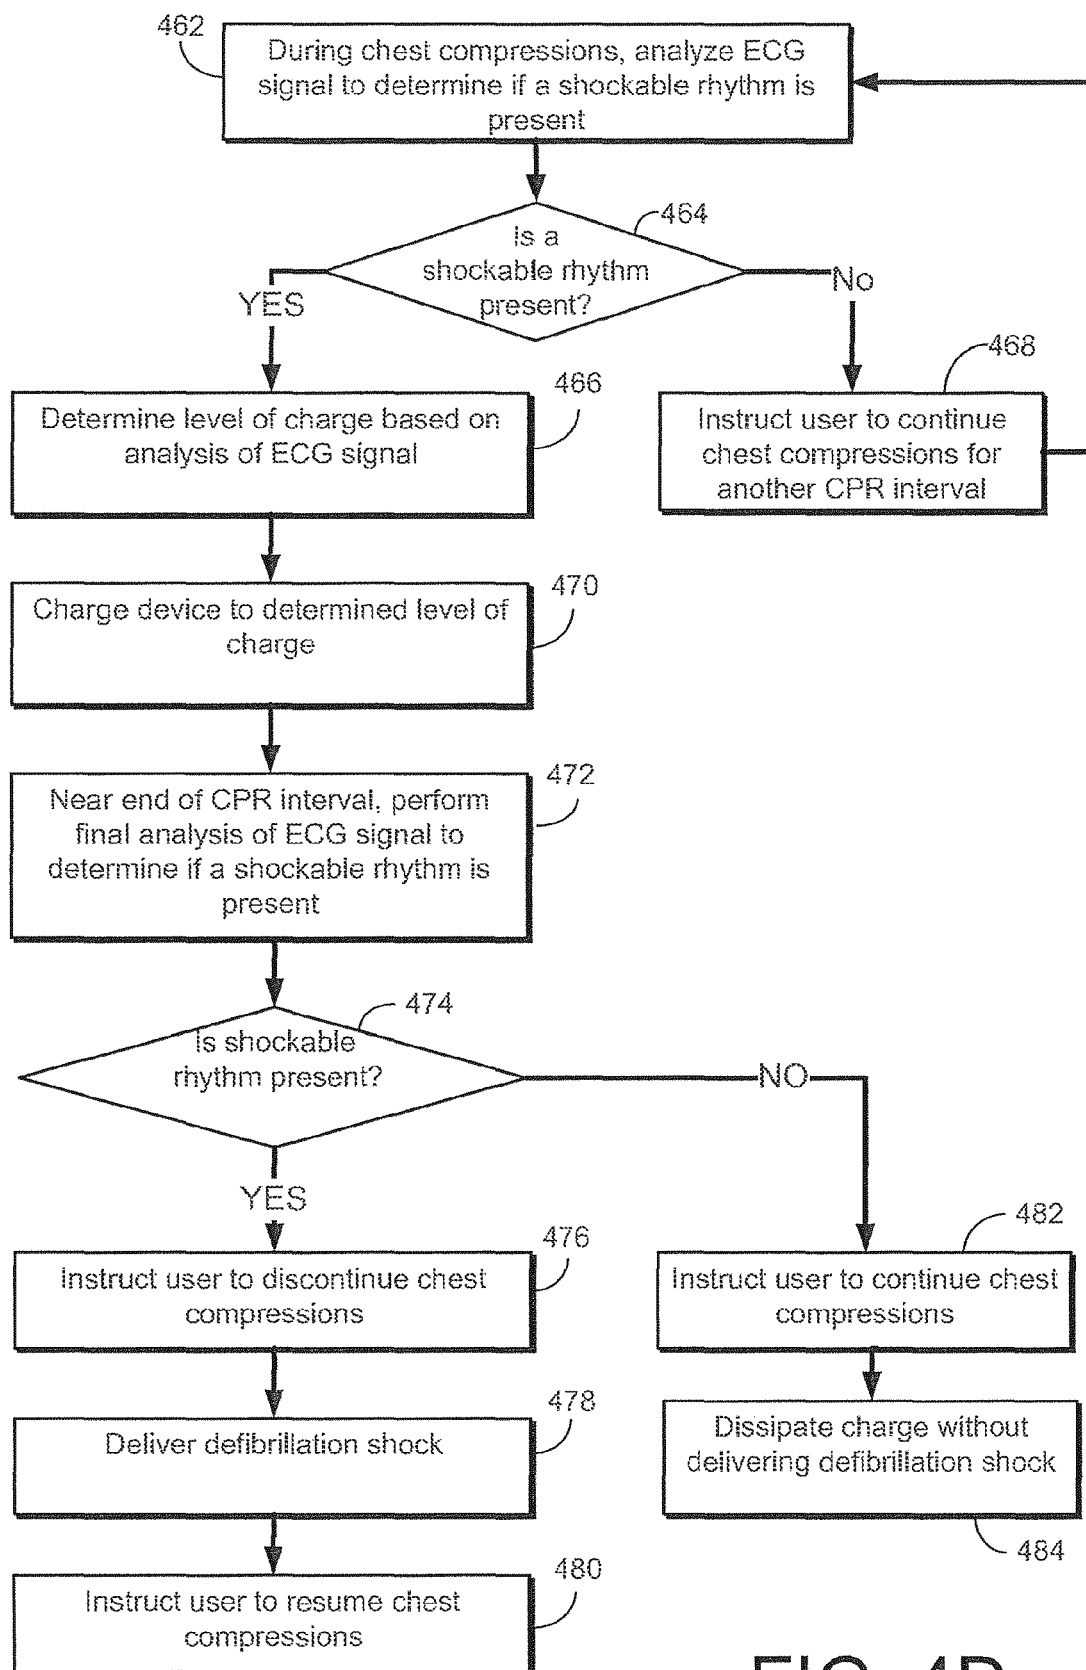 462
During chest compressions, analyze ECG
signal to determine if a shockable rhythm is
present
464
Is a
shockable rhythm
present?
YES
No
466
Determine level of charge based on
analysis of ECG signal
468
Instruct user to continue
chest compressions for
another CPR interval
470
Charge device to determined level of
charge
472
Near end of CPR interval, perform
final analysis of ECG signal to
determine if a shockable rhythm is
present
474
Is shockable
rhythm present?
NO
YES
476
Instruct user to discontinue chest
compressions
482
Instruct user to continue chest
compressions
478
Deliver defibrillation shock
Dissipate charge without
delivering defibrillation shock
484
480
Instruct user to resume chest
compressions